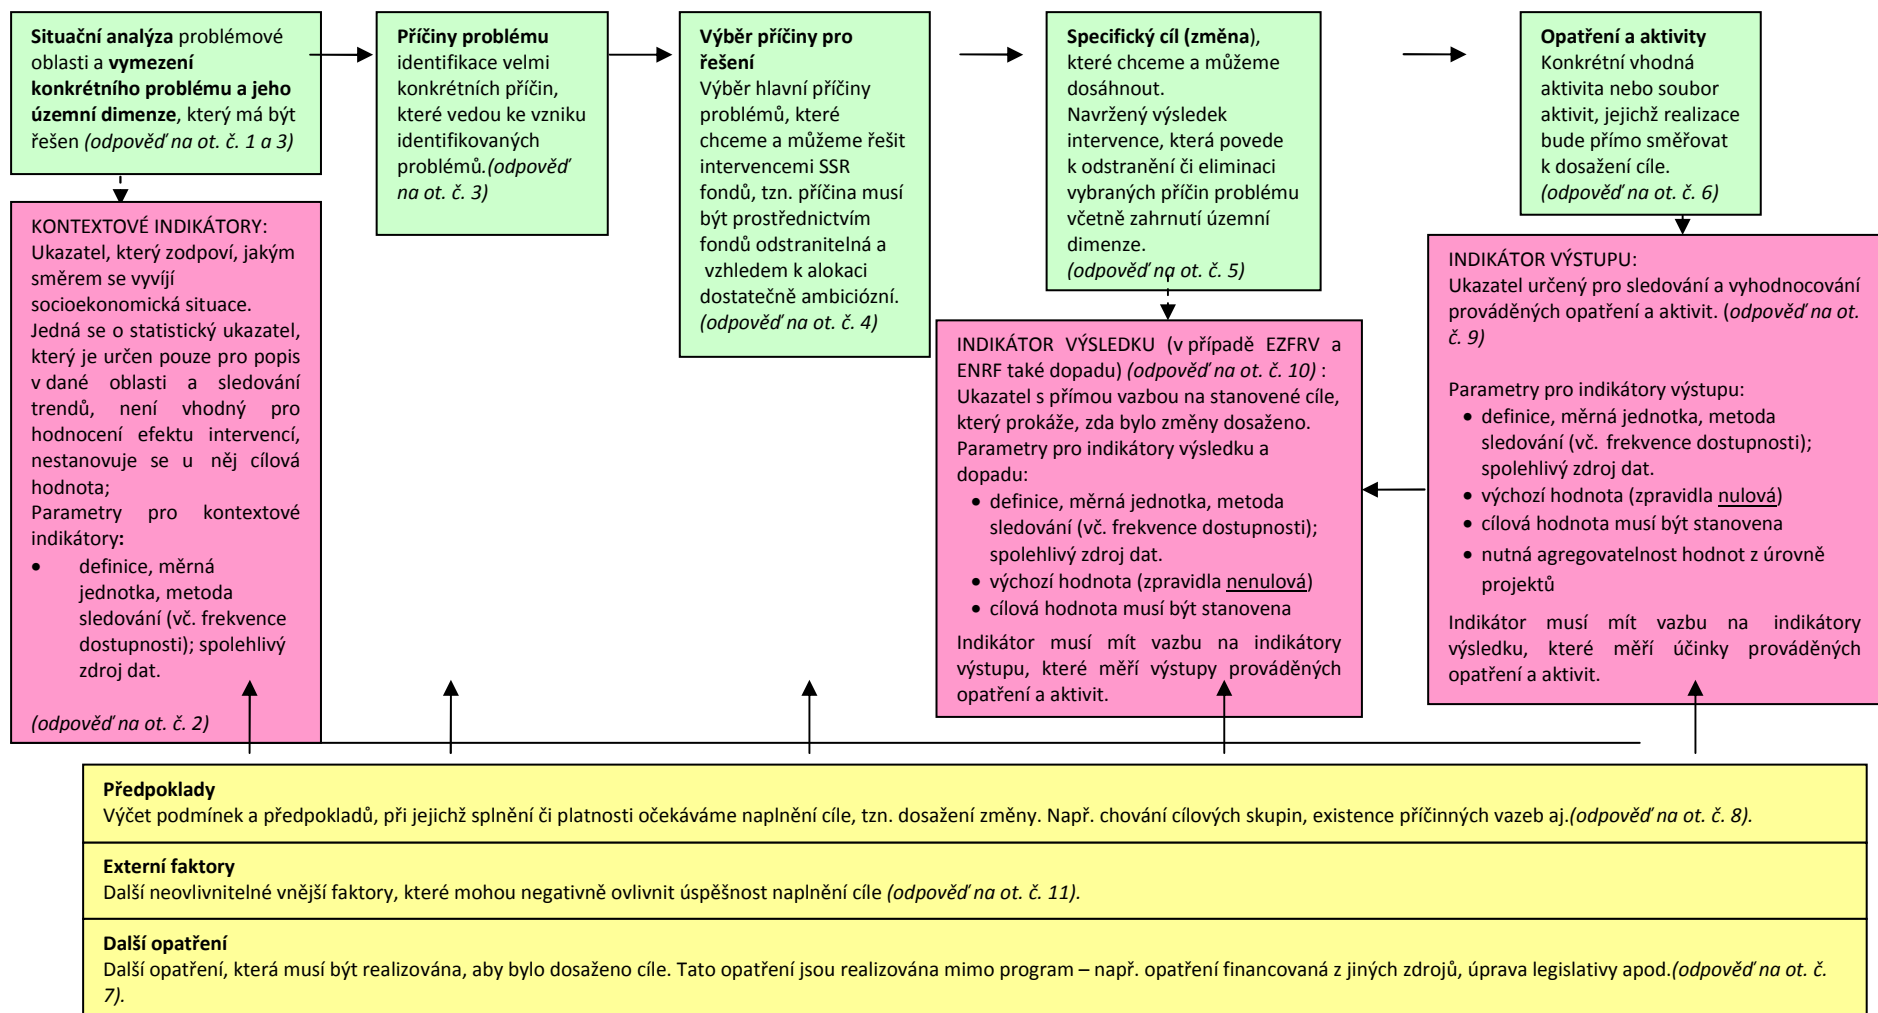 Situační analýza problémové
oblasti a vymezení
konkrétního problému a jeho
územní dimenze, který má být
řešen (odpověď na ot. č. 1 a 3)
Příčiny problému
identifikace velmi
konkrétních příčin,
které vedou ke vzniku
identifikovaných
problémů.(odpověď
na ot. č. 3)
Výběr příčiny pro
řešení
Výběr hlavní příčiny
problémů, které
chceme a můžeme řešit
intervencemi SSR
fondů, tzn. příčina musí
být prostřednictvím
fondů odstranitelná a
vzhledem k alokaci
dostatečně ambiciózní.
(odpověď na ot. č. 4)
Specifický cíl (změna),
které chceme a můžeme
dosáhnout.
Navržený výsledek
intervence, která povede
k odstranění či eliminaci
vybraných příčin problému
včetně zahrnutí územní
dimenze.
(odpověď na ot. č. 5)
Opatření a aktivity
Konkrétní vhodná
aktivita nebo soubor
aktivit, jejichž realizace
bude přímo směřovat
k dosažení cíle.
(odpověď na ot. č. 6)
KONTEXTOVÉ INDIKÁTORY:
Ukazatel, který zodpoví, jakým
směrem se vyvíjí
socioekonomická situace.
Jedná se o statistický ukazatel,
který je určen pouze pro popis
v dané oblasti a sledování
trendů, není vhodný pro
hodnocení efektu intervencí,
nestanovuje se u něj cílová
hodnota;
Parametry pro kontextové
indikátory:
• definice, měrná
jednotka, metoda
sledování (vč. frekvence
dostupnosti); spolehlivý
zdroj dat.
(odpověď na ot. č. 2)
INDIKÁTOR VÝSLEDKU (v případě EZFRV a
ENRF také dopadu) (odpověď na ot. č. 10) :
Ukazatel s přímou vazbou na stanovené cíle,
který prokáže, zda bylo změny dosaženo.
Parametry pro indikátory výsledku a
dopadu:
• definice, měrná jednotka, metoda
sledování (vč. frekvence dostupnosti);
spolehlivý zdroj dat.
• výchozí hodnota (zpravidla nenulová)
• cílová hodnota musí být stanovena
Indikátor musí mít vazbu na indikátory
výstupu, které měří výstupy prováděných
opatření a aktivit.
INDIKÁTOR VÝSTUPU:
Ukazatel určený pro sledování a vyhodnocování
prováděných opatření a aktivit. (odpověď na ot.
č. 9)
Parametry pro indikátory výstupu:
• definice, měrná jednotka, metoda
sledování (vč. frekvence dostupnosti);
spolehlivý zdroj dat.
• výchozí hodnota (zpravidla nulová)
• cílová hodnota musí být stanovena
• nutná agregovatelnost hodnot z úrovně
projektů
Indikátor musí mít vazbu na indikátory
výsledku, které měří účinky prováděných
opatření a aktivit.
Předpoklady
Výčet podmínek a předpokladů, při jejichž splnění či platnosti očekáváme naplnění cíle, tzn. dosažení změny. Např. chování cílových skupin, existence příčinných vazeb aj.(odpověď na ot. č. 8).
Externí faktory
Další neovlivnitelné vnější faktory, které mohou negativně ovlivnit úspěšnost naplnění cíle (odpověď na ot. č. 11).
Další opatření
Další opatření, která musí být realizována, aby bylo dosaženo cíle. Tato opatření jsou realizována mimo program – např. opatření financovaná z jiných zdrojů, úprava legislativy apod.(odpověď na ot. č.
7).